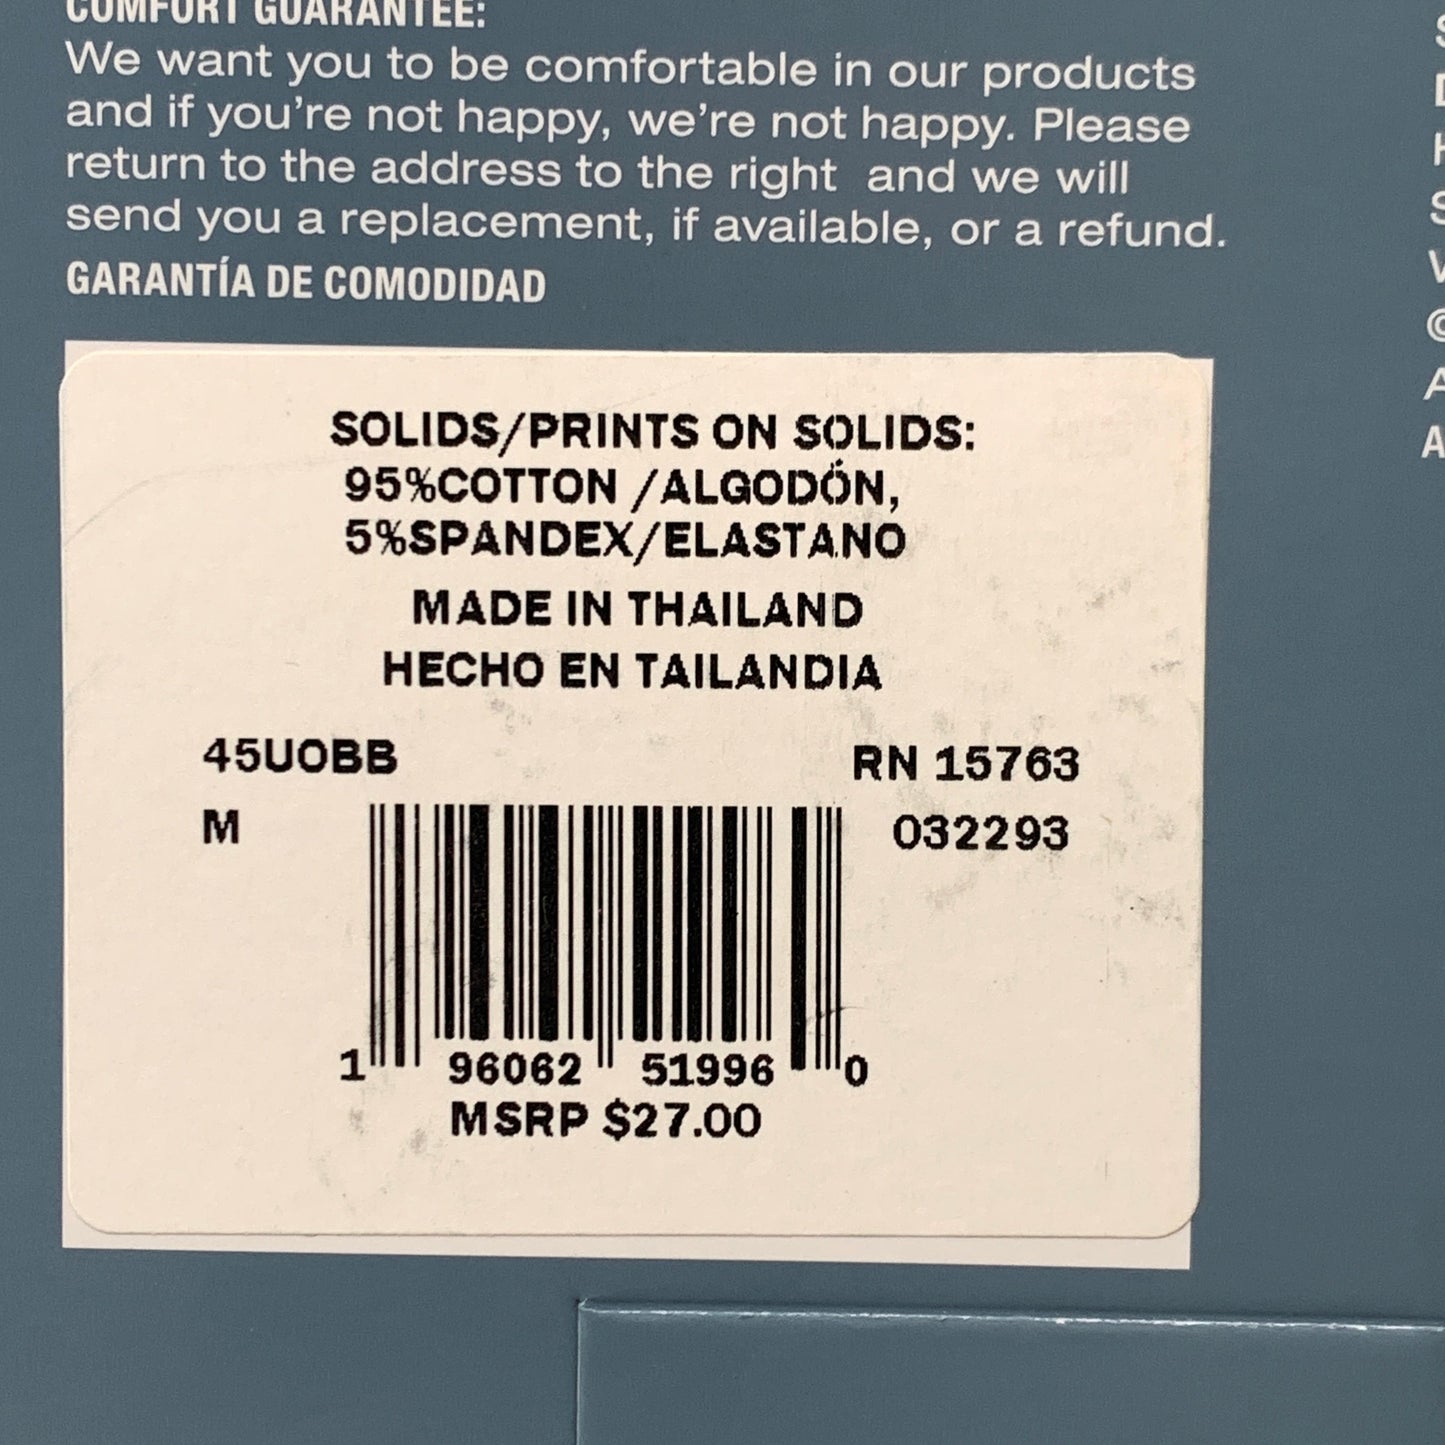 COMFORT GUARANTEE:
We want you to be comfortable in our products
and if you're not happy, we're not happy. Please
return to the address to the right and we will
send you a replacement, if available, or a refund.
GARANTÍA DE COMODIDAD
SOLIDS/PRINTS ON SOLIDS:
95%COTTON /ALGODÓN,
5%SPANDEX/ELASTANO
MADE IN THAILAND
HECHO EN TAILANDIA
45UOBB RN 15763
M 032293
1 96062 51996 0
MSRP $27.00